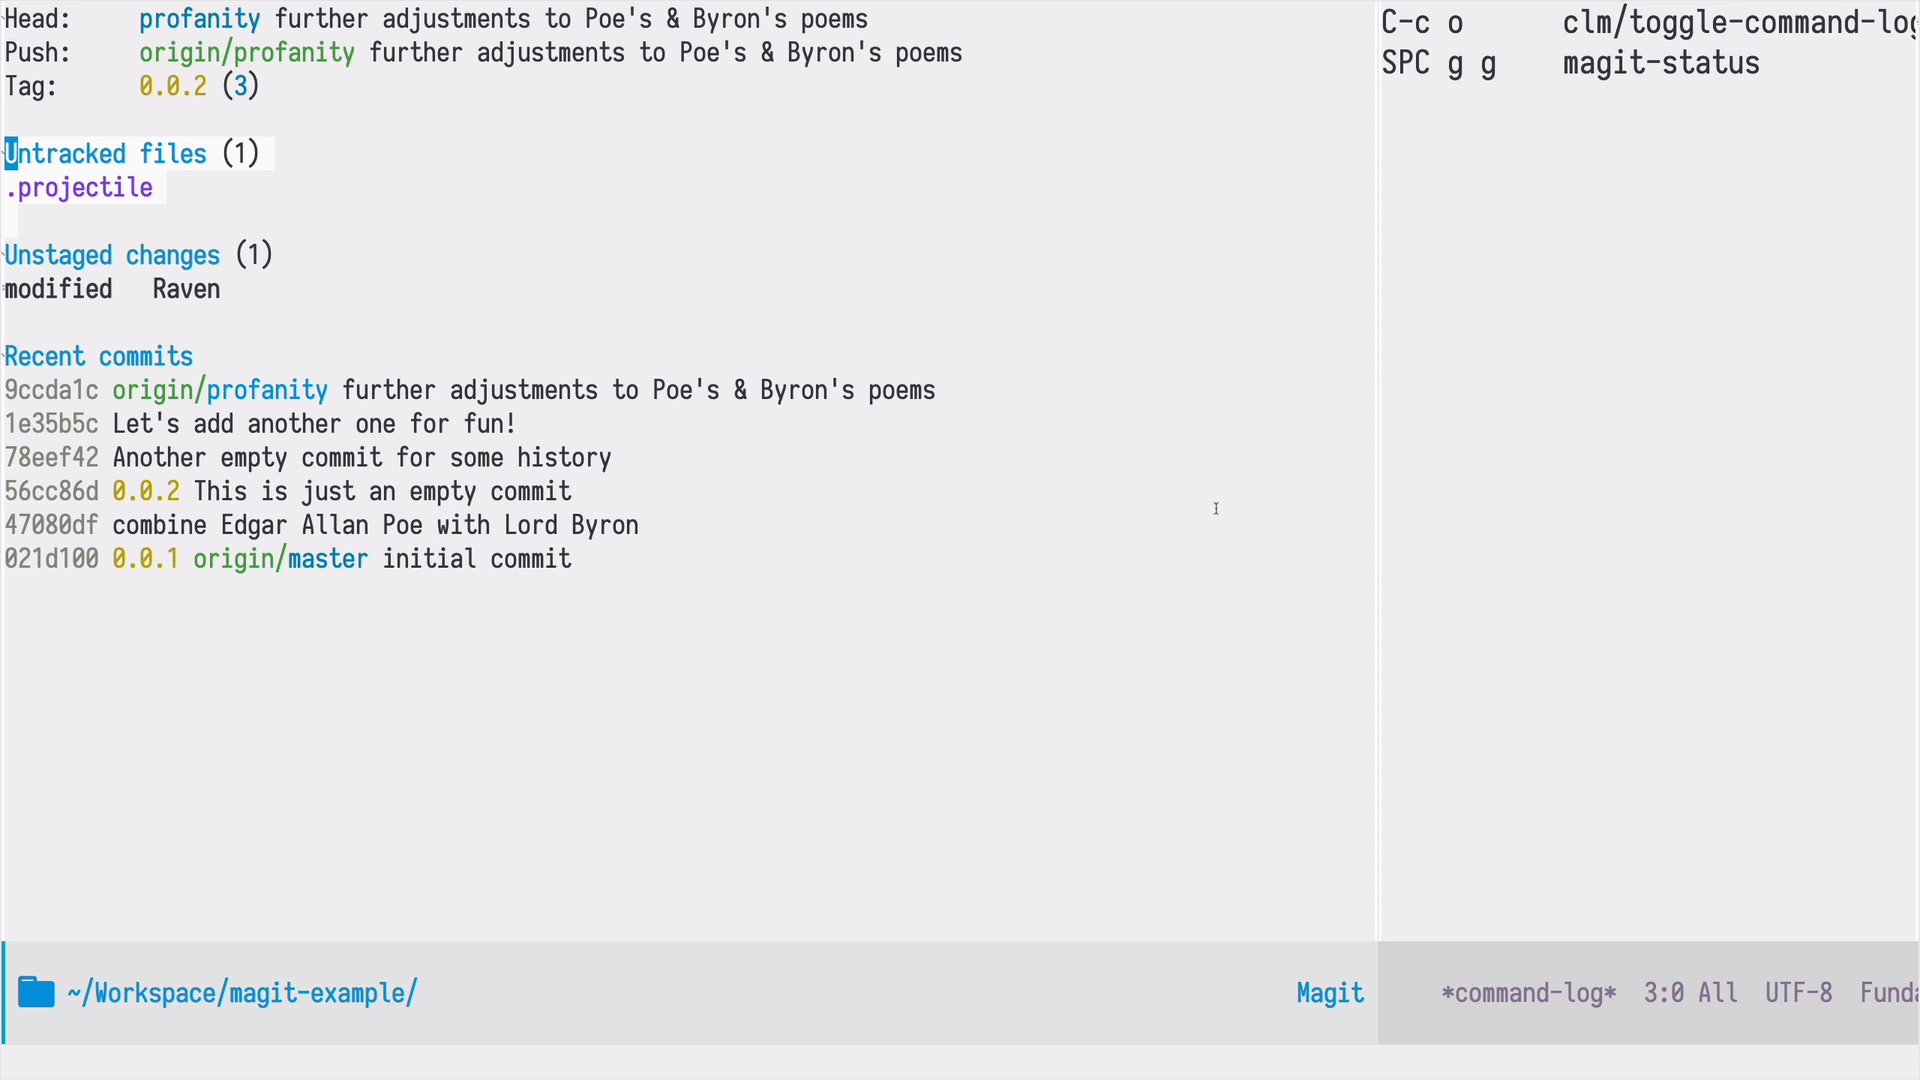 Head:     profanity further adjustments to Poe's & Byron's poems
Push:     origin/profanity further adjustments to Poe's & Byron's poems
Tag:      0.0.2 (3)
Untracked files (1)
.projectile
Unstaged changes (1)
modified   Raven
Recent commits
9ccda1c origin/profanity further adjustments to Poe's & Byron's poems
1e35b5c Let's add another one for fun!
78eef42 Another empty commit for some history
56cc86d 0.0.2 This is just an empty commit
47080df combine Edgar Allan Poe with Lord Byron
021d100 0.0.1 origin/master initial commit
~/Workspace/magit-example/ Magit
C-c o      clm/toggle-command-log
SPC g g    magit-status
*command-log*  3:0 All  UTF-8  Funda